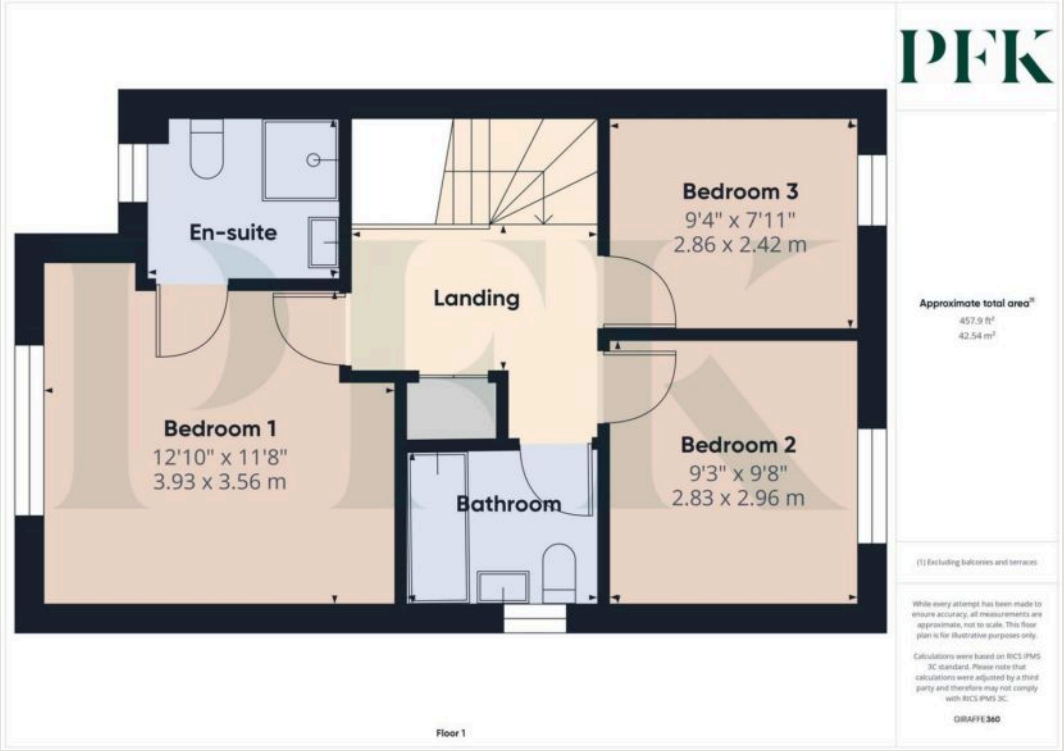 PFK
En-suite
Landing
Bedroom 3
9'4" x 7'11"
2.86 x 2.42 m
Bedroom 1
12'10" x 11'8"
3.93 x 3.56 m
Bathroom
Bedroom 2
9'3" x 9'8"
2.83 x 2.96 m
PFK
Floor 1
Approximate total area⁽¹⁾
457.9 ft²
42.54 m²
(1) Excluding balconies and terraces
While every attempt has been made to
ensure accuracy, all measurements are
approximate, not to scale. This floor
plan is for illustrative purposes only.
Calculations were based on RICS IPMS
3C standard. Please note that
calculations were adjusted by a third
party and therefore may not comply
with RICS IPMS 3C.
GIRAFFE360